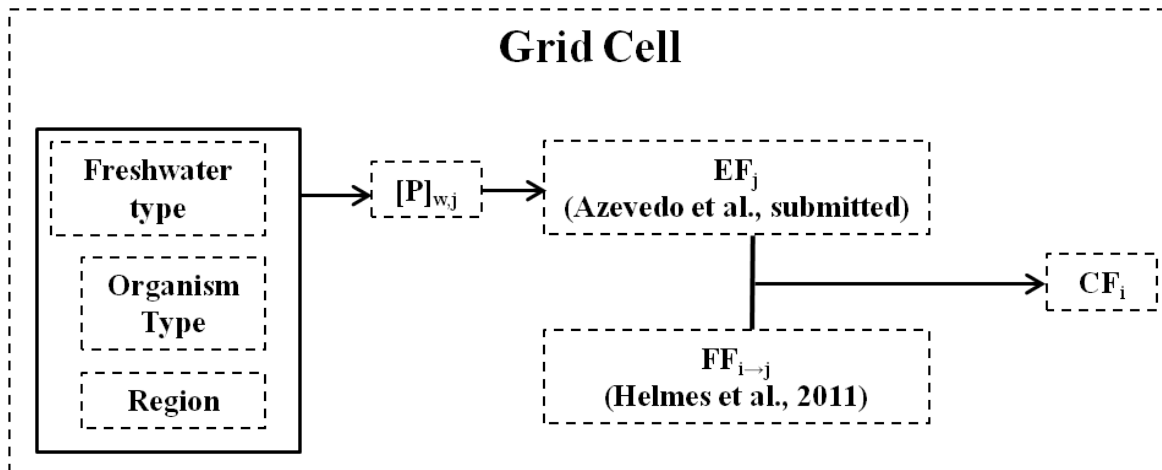 Grid Cell
Freshwater
type
Organism
Type
Region
[P]w,j
EFj
(Azevedo et al., submitted)
FFi→j
(Helmes et al., 2011)
CFi